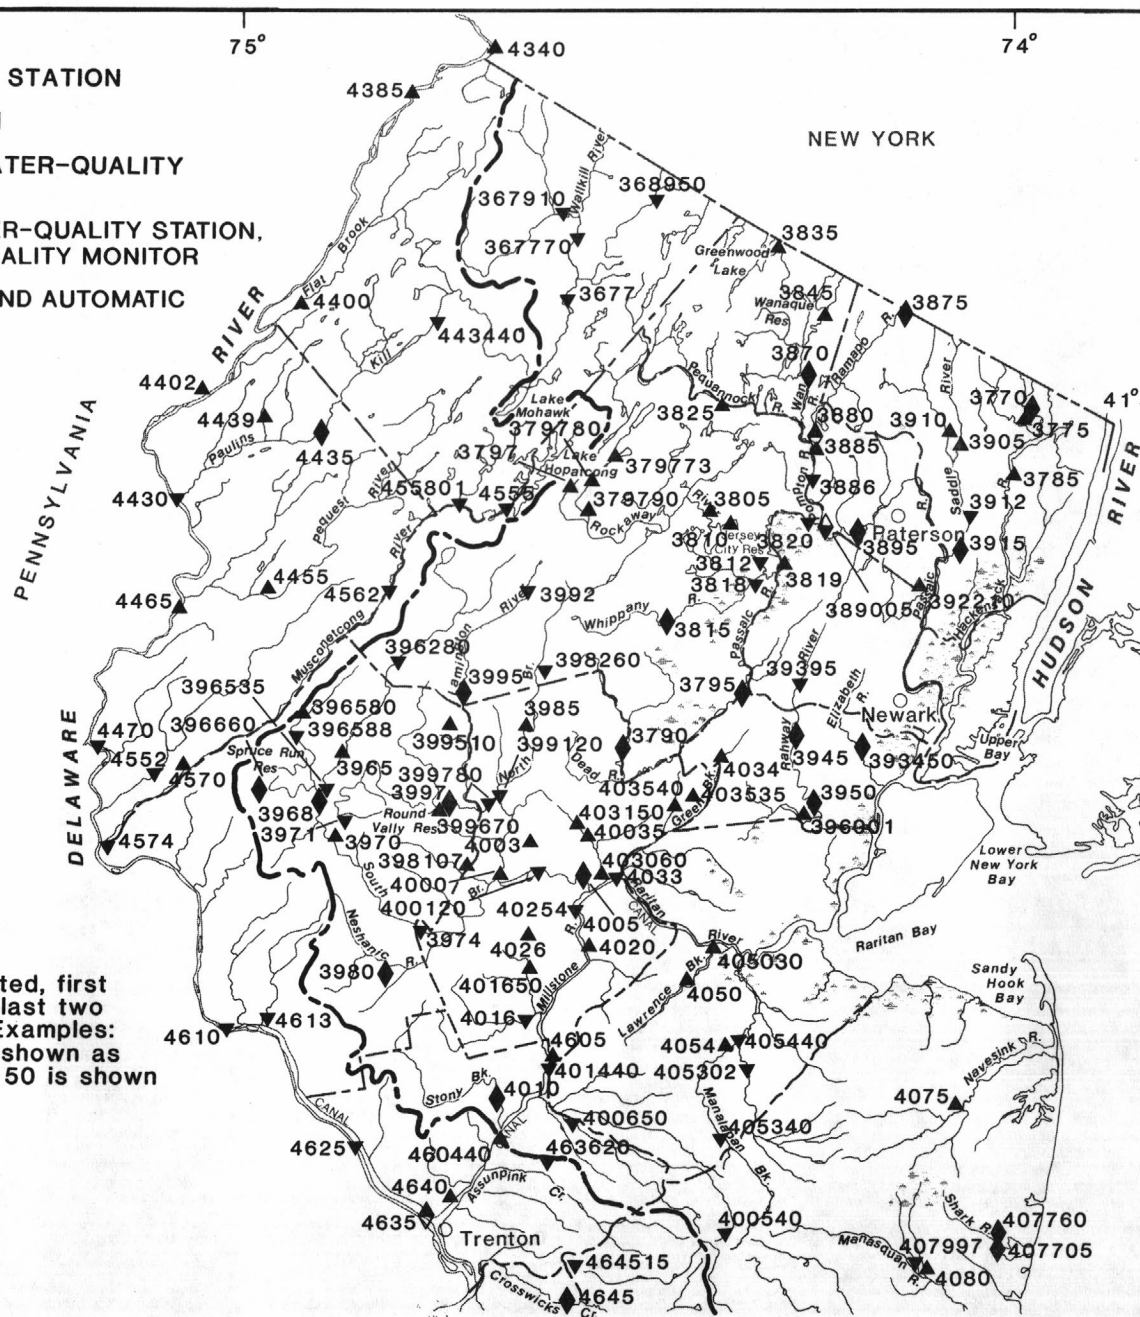 75°
74°
STATION
4340
4385
NEW YORK
ATER-QUALITY
Wallkill River
368950
367910
ER-QUALITY STATION,
ALITY MONITOR
Flat Brook
367770
3835
Greenwood
Lake
ND AUTOMATIC
4400
3677
3845
Wanaque
Res
3875
RIVER
443440
Kill
3870
Ramapo R.
River
4402
Pequannock R.
41°
PENNSYLVANIA
Lake
Mohawk
3825
3770
4439
379780
3680
3910
3775
Paulins
3797
Lake
Hopatcong
3885
3905
4435
379773
3785
455801
4555
3886
Saddle
3912
RIVER
4430
Pequest River
379790
3805
Rockaway River
3810
3820
Paterson
Jersey
City Res
3895
3915
3812
3819
4455
3818
4465
4562
River
3992
389005
392210
Passaic
Hackensack
HUDSON
Whippany R.
3815
Musconetcong River
Passaic R.
396280
398260
River
3995
3795
39395
396535
Elizabeth R.
396580
3985
Newark
396660
396588
399510
399120
3790
4470
Spruce Run
Res
3965
Upper
Bay
DELAWARE
4552
399780
North Br.
Dead R.
4034
Rahway
3945
393450
4570
3997
403540
403535
3968
Round
Vally Res
403150
Green Bk.
3950
3971
399670
396001
3970
4003
40035
4574
398107
403060
Lower
New York
Bay
South Br.
40007
4033
400120
40254
CANAL
Raritan River
Neshanic R.
3974
4005
4020
Raritan Bay
4026
405030
3980
Sandy
Hook
Bay
401650
Millstone R.
4050
Lawrence Bk.
ted, first
last two
Examples:
shown as
50 is shown
4613
4016
4610
4605
4054
405440
Navesink R.
401440
405302
Stony Bk.
4010
4075
CANAL
CANAL
400650
Manalapan Bk.
405340
4625
460440
463620
Assunpink Cr.
4640
Shark R.
4635
400540
407760
Trenton
Manasquan R.
407997
407705
464515
4080
Crosswicks Cr.
4645